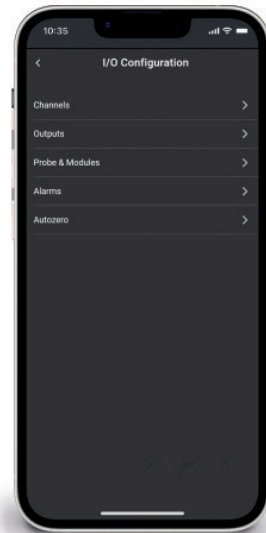 10:35
I/O Configuration
Channels
Outputs
Probe & Modules
Alarms
Autozero